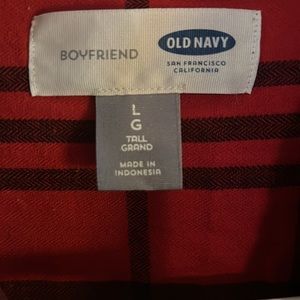 BOYFRIEND
OLD NAVY
SAN FRANCISCO
CALIFORNIA
L
G
TALL
GRAND
MADE IN
INDONESIA